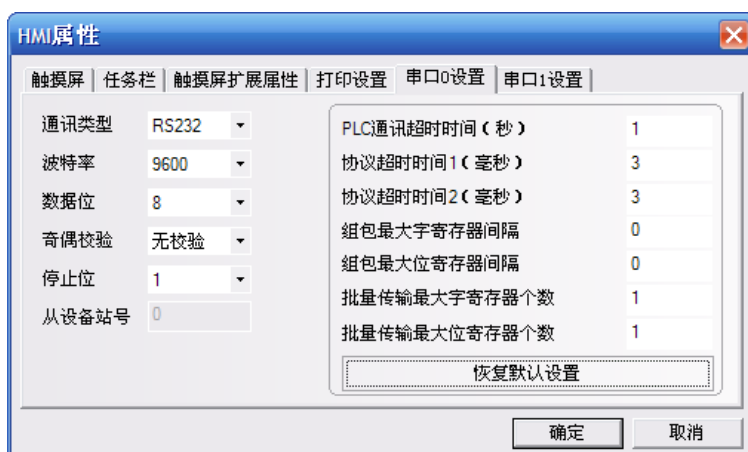 HMI属性
触摸屏 任务栏 触摸屏扩展属性 打印设置 串口0设置 串口1设置
通讯类型 RS232
波特率 9600
数据位 8
奇偶校验 无校验
停止位 1
从设备站号 0
PLC通讯超时时间（秒） 1
协议超时时间1（毫秒） 3
协议超时时间2（毫秒） 3
组包最大字寄存器间隔 0
组包最大位寄存器间隔 0
批量传输最大字寄存器个数 1
批量传输最大位寄存器个数 1
恢复默认设置
确定 取消